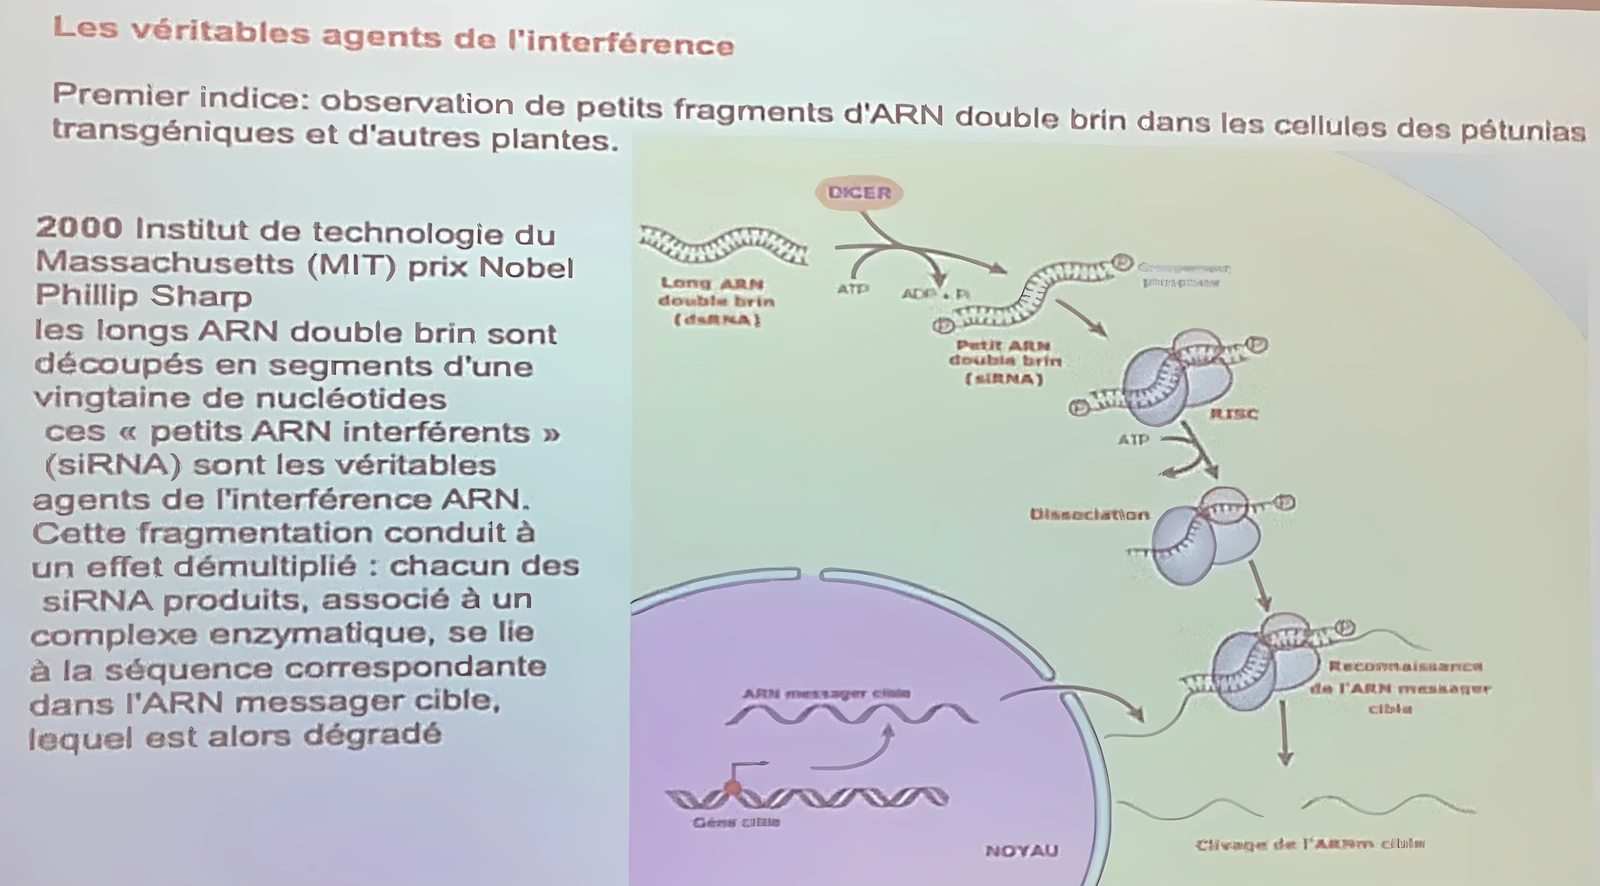 Les véritables agents de l'interférence
Premier indice: observation de petits fragments d'ARN double brin dans les cellules des pétunias
transgéniques et d'autres plantes.
2000 Institut de technologie du
Massachusetts (MIT) prix Nobel
Phillip Sharp
les longs ARN double brin sont
découpés en segments d'une
vingtaine de nucléotides
ces « petits ARN interférents »
(siRNA) sont les véritables
agents de l'interférence ARN.
Cette fragmentation conduit à
un effet démultiplié : chacun des
siRNA produits, associé à un
complexe enzymatique, se lie
à la séquence correspondante
dans l'ARN messager cible,
lequel est alors dégradé
DICER
Long ARN
double brin
(dsRNA)
ATP
ADP + Pi
P
P
Petit ARN
double brin
(siRNA)
P
P
RISC
ATP
Dissociation
P
P
Reconnaissance
de l'ARN messager
cible
ARN messager cible
Gène cible
NOYAU
Clivage de l'ARNm cible